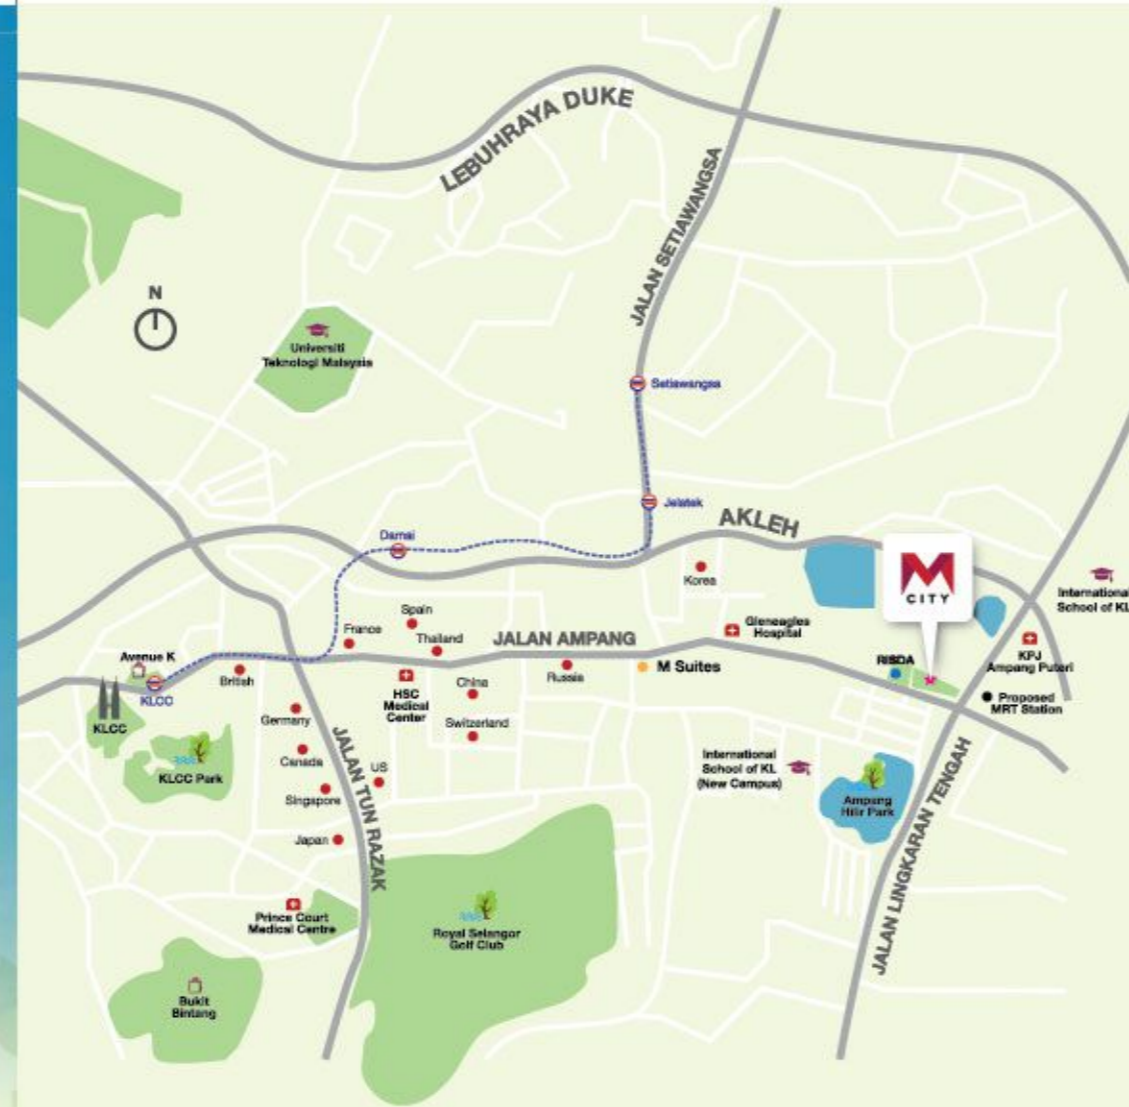 LEBUHRAYA DUKE
JALAN SETIAWANGSA
N
Universiti
Teknologi Malaysia
Setiawangsa
Jelatek
AKLEH
Damai
M
CITY
Korea
International
School of KL
Spain
France
Thailand
JALAN AMPANG
Gleneagles
Hospital
RISDA
KPJ
Ampang Puteri
Avenue K
KLCC
British
HSC
Medical
Center
China
Russia
M Suites
Proposed
MRT Station
KLCC
Germany
Switzerland
KLCC Park
Canada
US
JALAN TUN RAZAK
International
School of KL
(New Campus)
Singapore
Ampang
Hilir Park
JALAN LINGKARAN TENGAH
Japan
Prince Court
Medical Centre
Royal Selangor
Golf Club
Bukit
Bintang